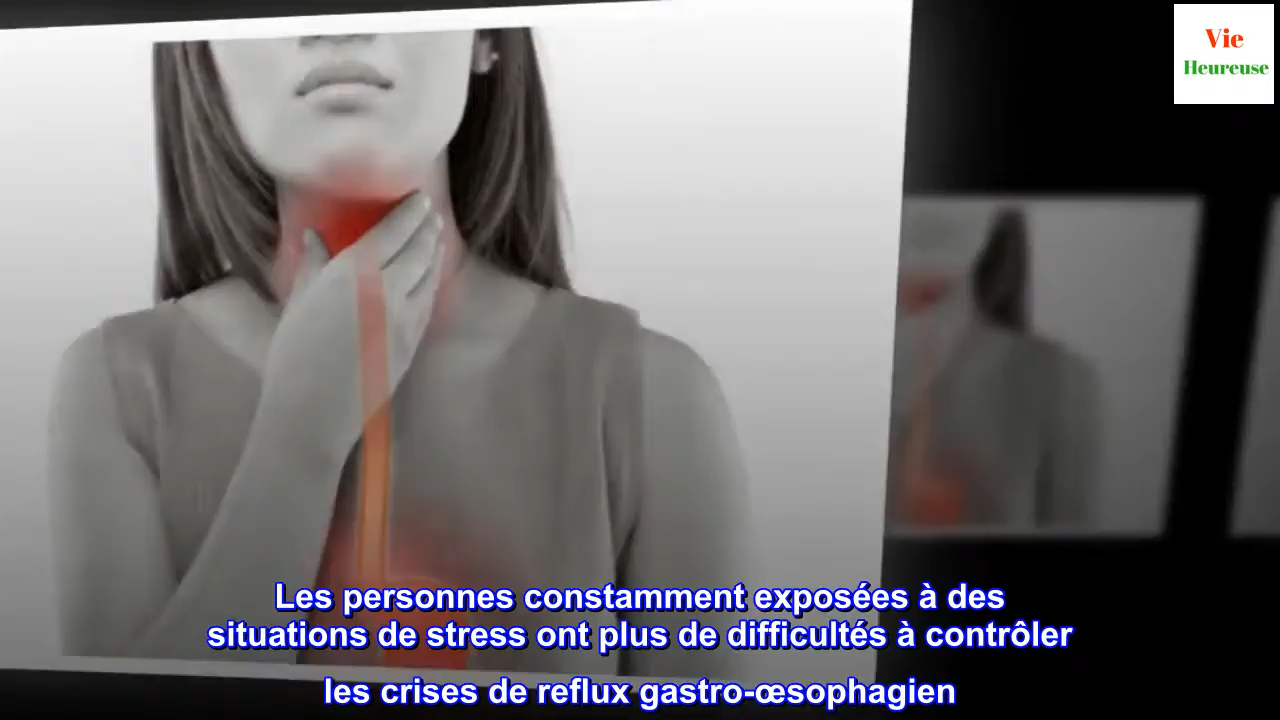 Vie
Heureuse
Les personnes constamment exposées à des
situations de stress ont plus de difficultés à contrôler
les crises de reflux gastro-œsophagien